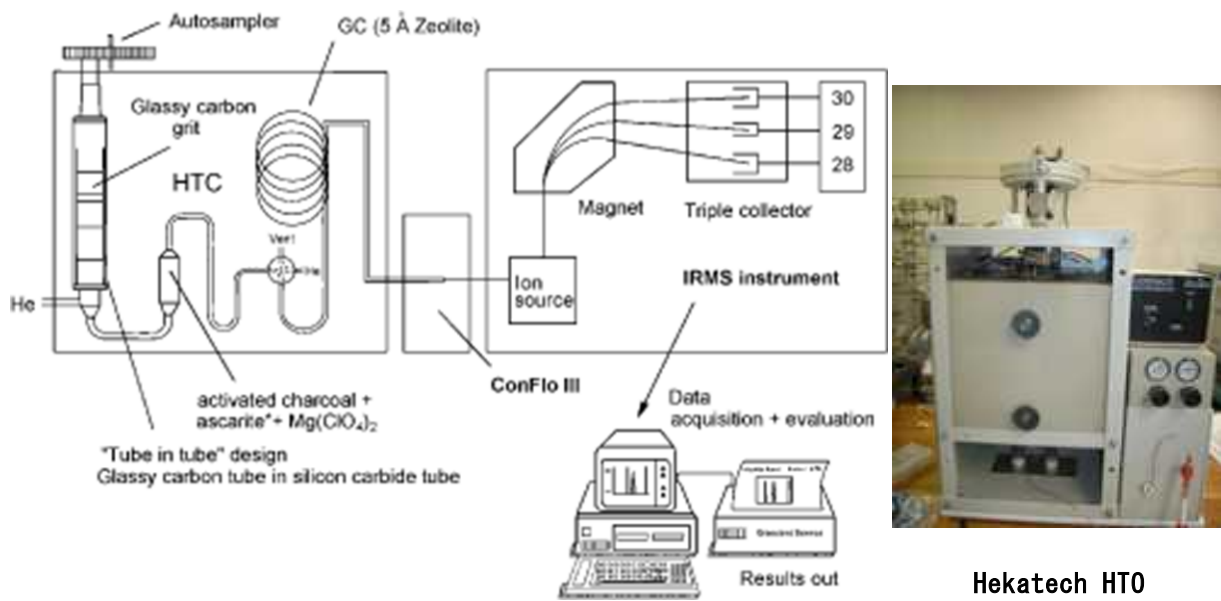 Autosampler
GC (5 Å Zeolite)
Glassy carbon
grit
HTC
Vent
He
He
activated charcoal +
ascarite*+ Mg(ClO₄)₂
"Tube in tube" design
Glassy carbon tube in silicon carbide tube
ConFlo III
Ion
source
Magnet
Triple collector
30
29
28
IRMS instrument
Data
acquisition + evaluation
Results out
Hekatech HTO